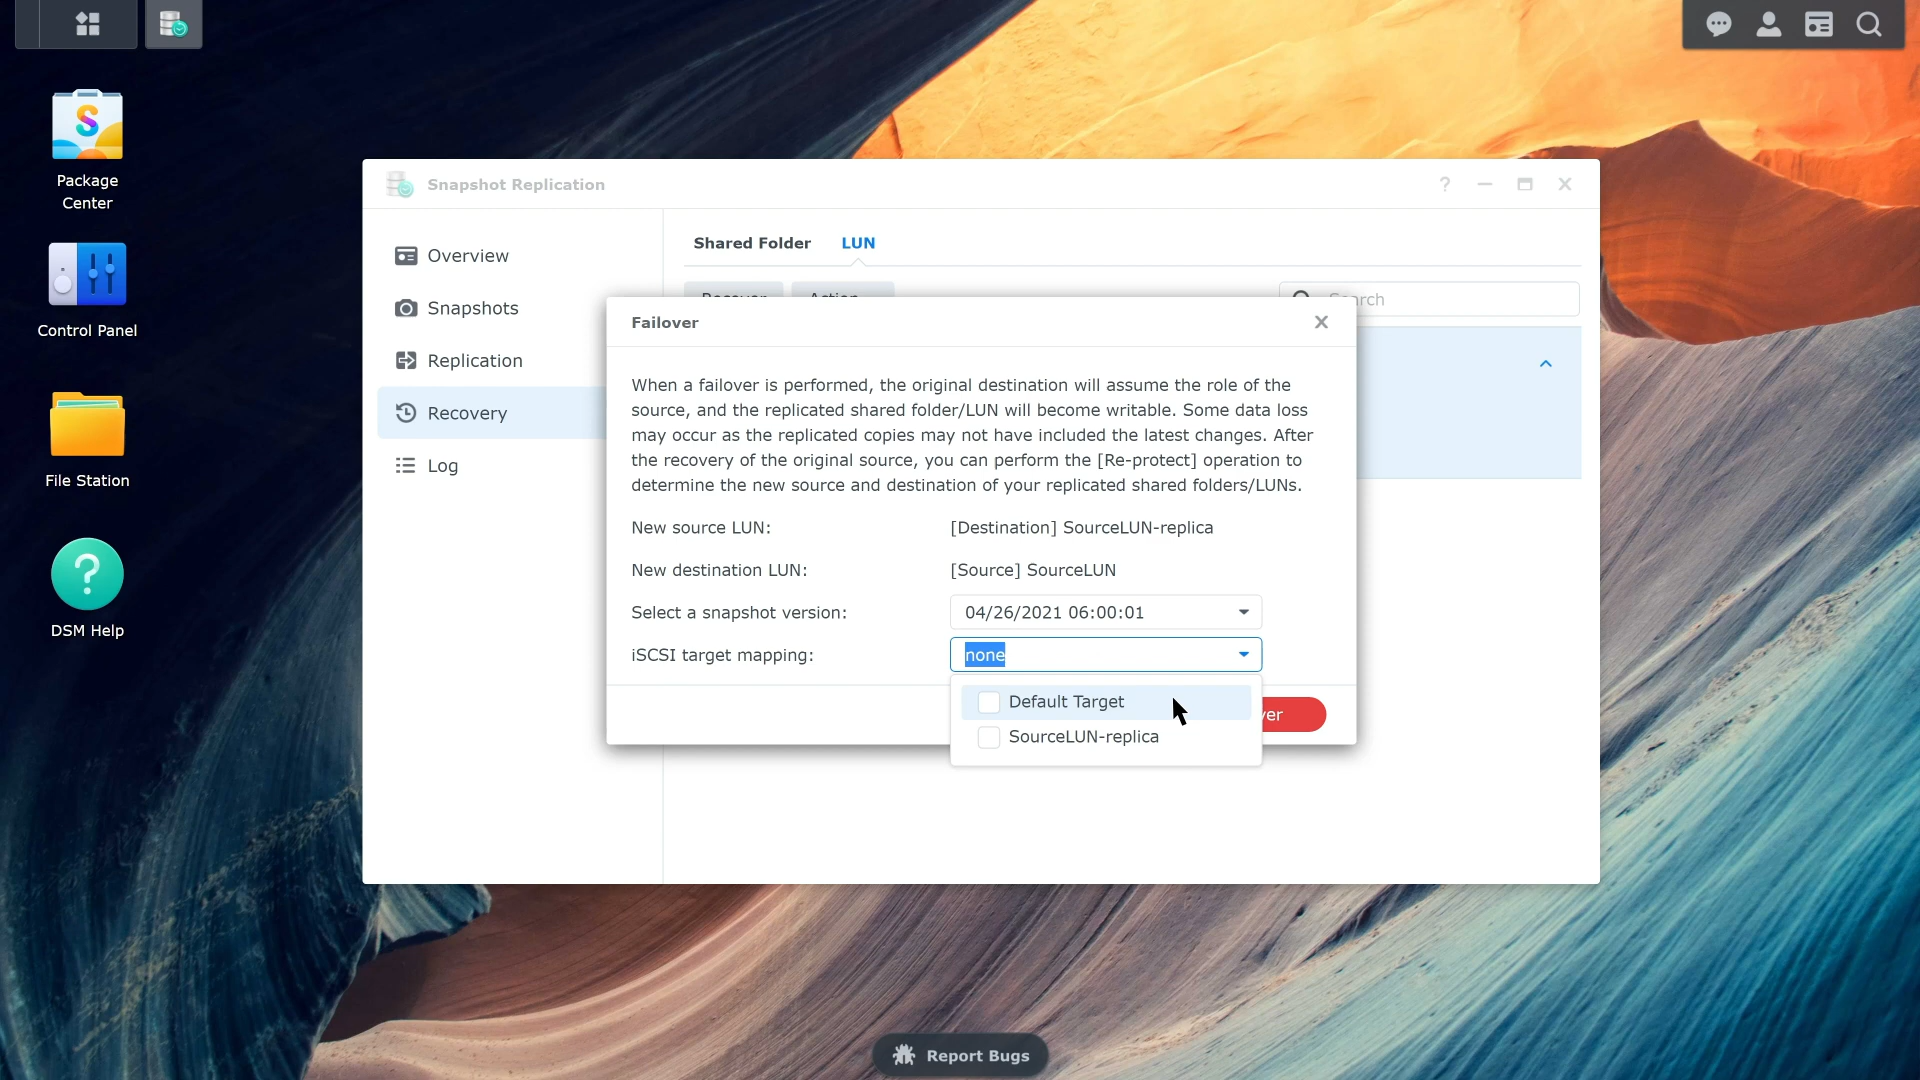 Package
Center
Control Panel
File Station
DSM Help
Snapshot Replication
Overview
Snapshots
Replication
Recovery
Log
Shared Folder
LUN
Recover
Action
Failover
When a failover is performed, the original destination will assume the role of the
source, and the replicated shared folder/LUN will become writable. Some data loss
may occur as the replicated copies may not have included the latest changes. After
the recovery of the original source, you can perform the [Re-protect] operation to
determine the new source and destination of your replicated shared folders/LUNs.
New source LUN: [Destination] SourceLUN-replica
New destination LUN: [Source] SourceLUN
Select a snapshot version: 04/26/2021 06:00:01
iSCSI target mapping: none
Default Target
SourceLUN-replica
Report Bugs